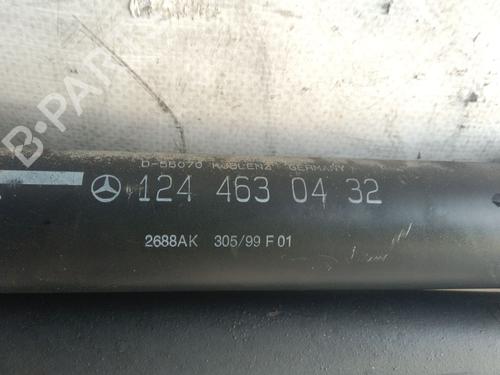 B-PARTS
D-56070 KOBLENZ GERMANY
124 463 04 32
2688AK 305/99 F 01